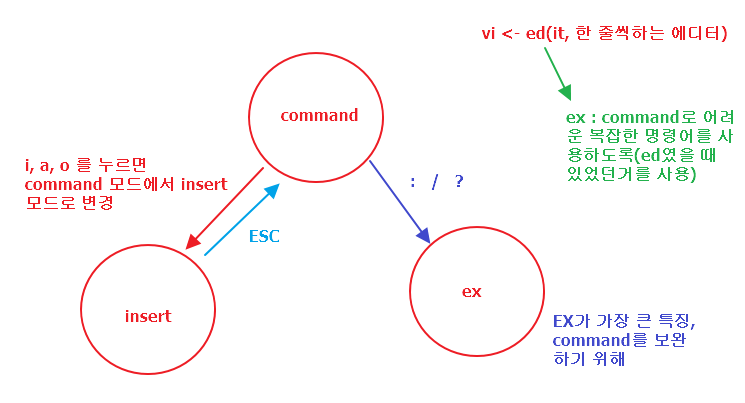 vi <- ed(it, 한 줄씩하는 에디터)
command
ex : command로 어려
운 복잡한 명령어를 사
용하도록(ed였을 때
있었던거를 사용)
i, a, o 를 누르면
command 모드에서 insert
모드로 변경
: / ?
ESC
insert
ex
EX가 가장 큰 특징,
command를 보완
하기 위해